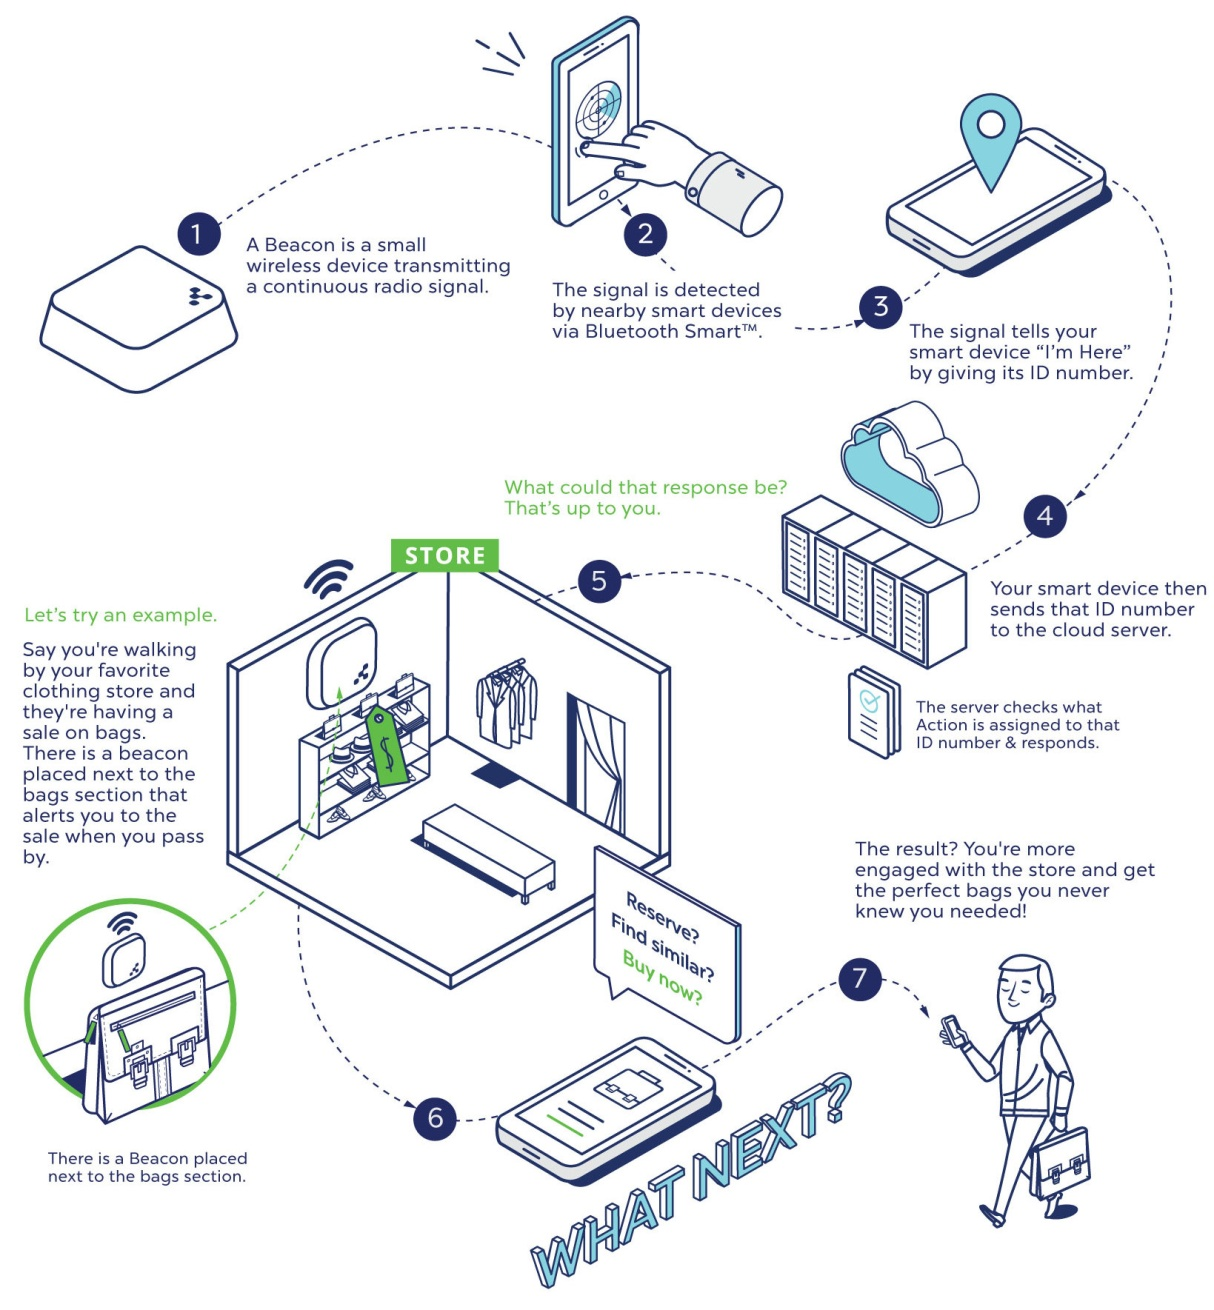 1
A Beacon is a small
wireless device transmitting
a continuous radio signal.
2
The signal is detected
by nearby smart devices
via Bluetooth Smart™.
3
The signal tells your
smart device “I’m Here”
by giving its ID number.
4
Your smart device then
sends that ID number
to the cloud server.
The server checks what
Action is assigned to that
ID number & responds.
What could that response be?
That’s up to you.
5
STORE
Let’s try an example.
Say you're walking
by your favorite
clothing store and
they're having a
sale on bags.
There is a beacon
placed next to the
bags section that
alerts you to the
sale when you pass
by.
$
There is a Beacon placed
next to the bags section.
6
Reserve?
Find similar?
Buy now?
WHAT NEXT?
7
The result? You're more
engaged with the store and get
the perfect bags you never
knew you needed!